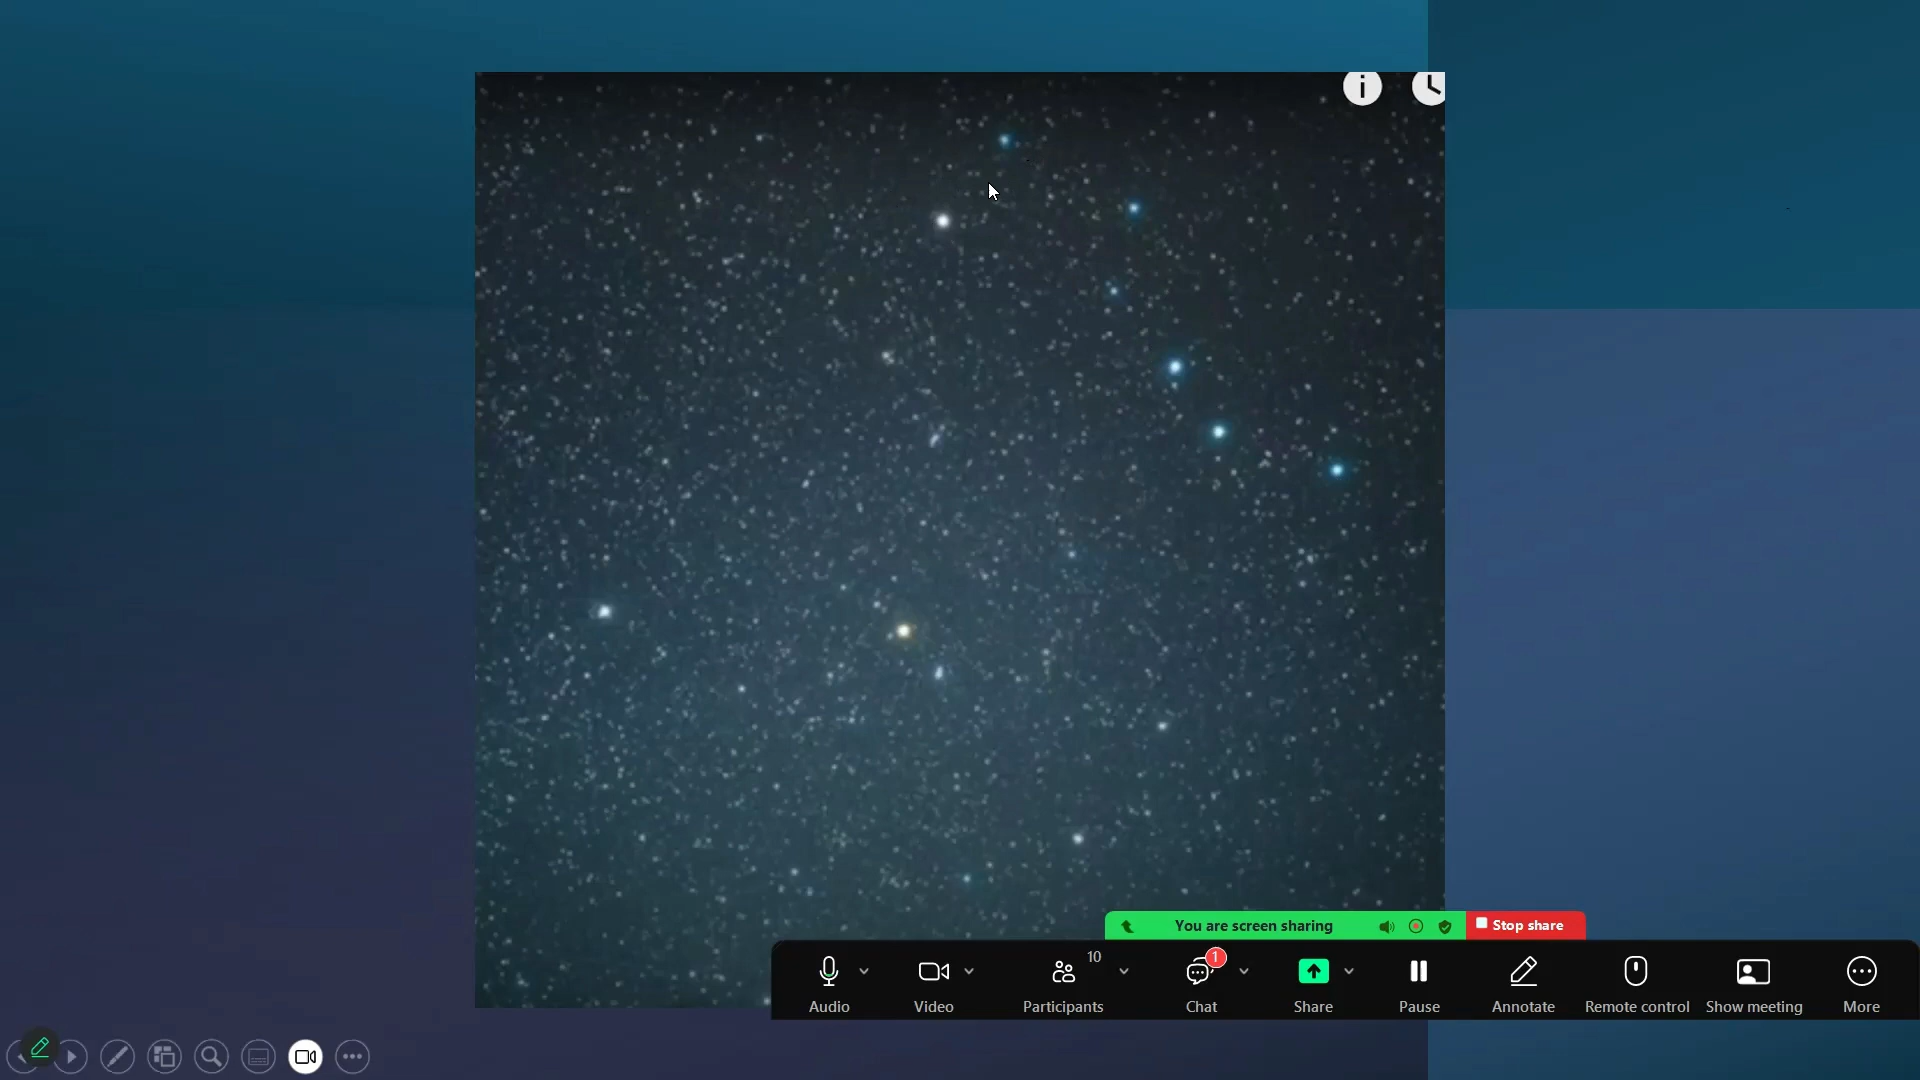 i
You are screen sharing
Stop share
10
1
Audio
Video
Participants
Chat
Share
Pause
Annotate
Remote control
Show meeting
More